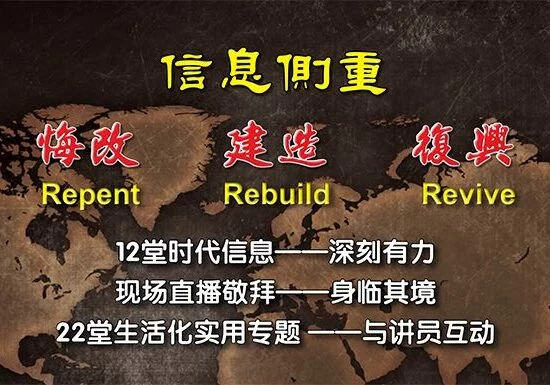 信息側重
悔改 建造 復興
Repent Rebuild Revive
12堂时代信息——深刻有力
现场直播敬拜——身临其境
22堂生活化实用专题 ——与讲员互动